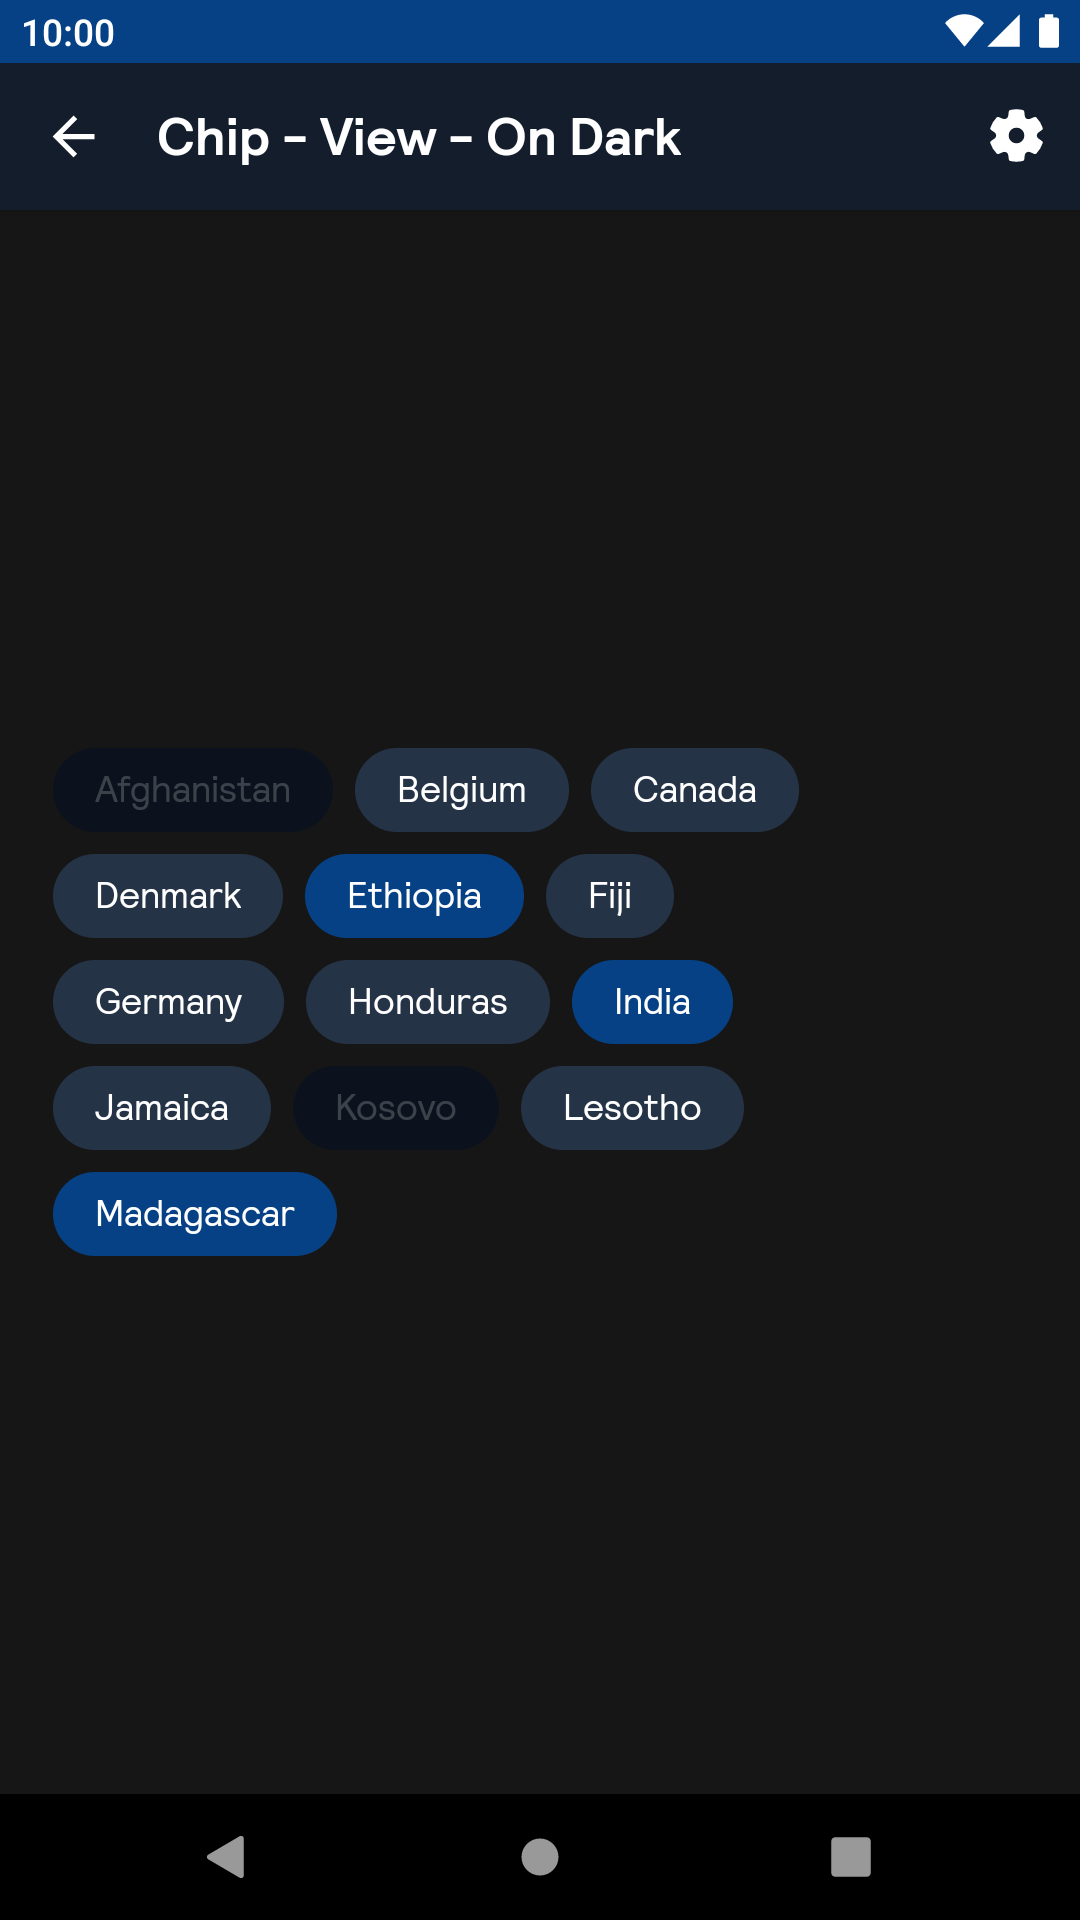 10:00
Chip - View - On Dark
Afghanistan Belgium Canada
Denmark Ethiopia Fiji
Germany Honduras India
Jamaica Kosovo Lesotho
Madagascar